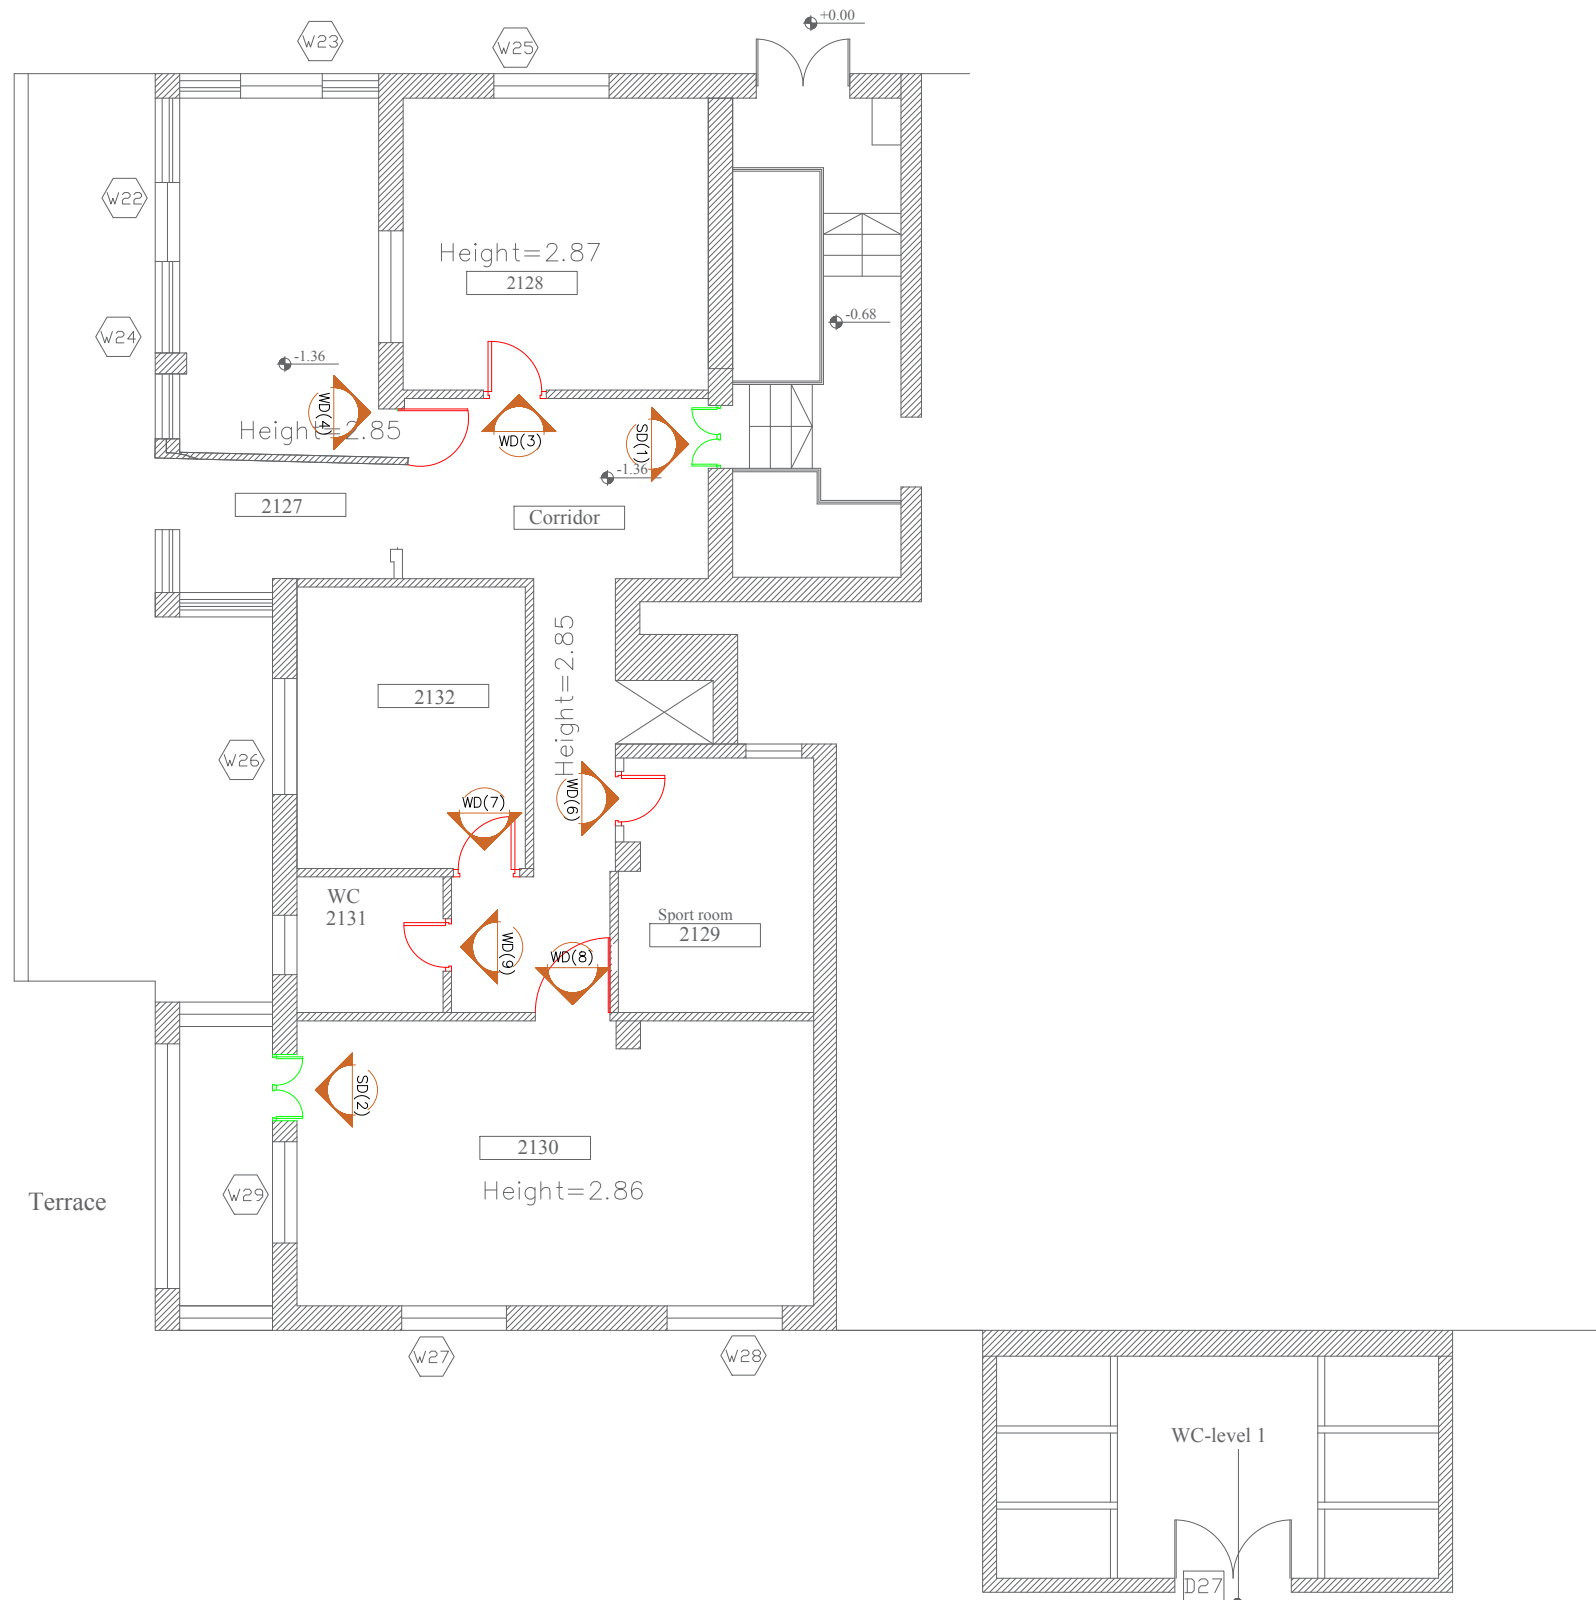 +0.00
W23
W25
W22
Height=2.87
2128
-0.68
W24
-1.36
WD(4)
Height=2.85
WD(3)
SD(1)
-1.36
2127
Corridor
Height=2.85
2132
W26
WD(7)
WD(6)
WC
2131
Sport room
2129
WD(9)
WD(8)
SD(2)
2130
Height=2.86
W29
Terrace
W27
W28
WC-level 1
D27